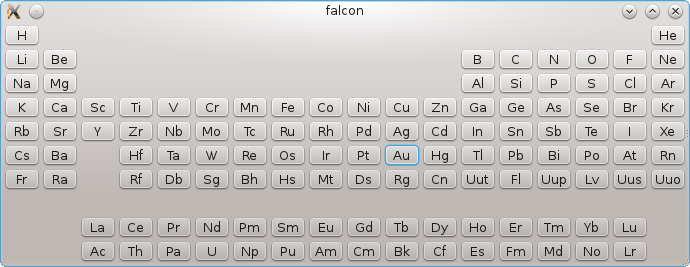 falcon
H He
Li Be B C N O F Ne
Na Mg Al Si P S Cl Ar
K Ca Sc Ti V Cr Mn Fe Co Ni Cu Zn Ga Ge As Se Br Kr
Rb Sr Y Zr Nb Mo Tc Ru Rh Pd Ag Cd In Sn Sb Te I Xe
Cs Ba Hf Ta W Re Os Ir Pt Au Hg Tl Pb Bi Po At Rn
Fr Ra Rf Db Sg Bh Hs Mt Ds Rg Cn Uut Fl Uup Lv Uus Uuo
La Ce Pr Nd Pm Sm Eu Gd Tb Dy Ho Er Tm Yb Lu
Ac Th Pa U Np Pu Am Cm Bk Cf Es Fm Md No Lr